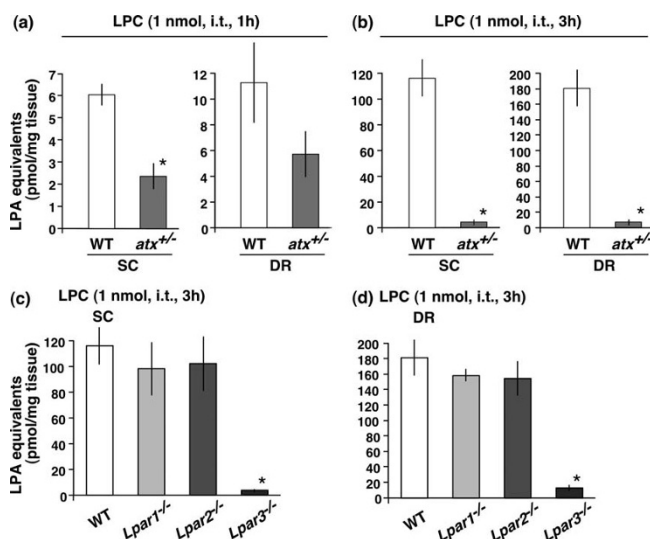 (a) LPC (1 nmol, i.t., 1h)
LPA equivalents
(pmol/mg tissue)
7
6
5
4
3
2
1
0
*
WT atx+/-
SC
12
10
8
6
4
2
0
WT atx+/-
DR
(b) LPC (1 nmol, i.t., 3h)
120
100
80
60
40
20
0
*
WT atx+/-
SC
200
180
160
140
120
100
80
60
40
20
0
*
WT atx+/-
DR
(c) LPC (1 nmol, i.t., 3h)
SC
LPA equivalents
(pmol/mg tissue)
120
100
80
60
40
20
0
*
WT Lpar1-/- Lpar2-/- Lpar3-/-
(d) LPC (1 nmol, i.t., 3h)
DR
200
180
160
140
120
100
80
60
40
20
0
*
WT Lpar1-/- Lpar2-/- Lpar3-/-